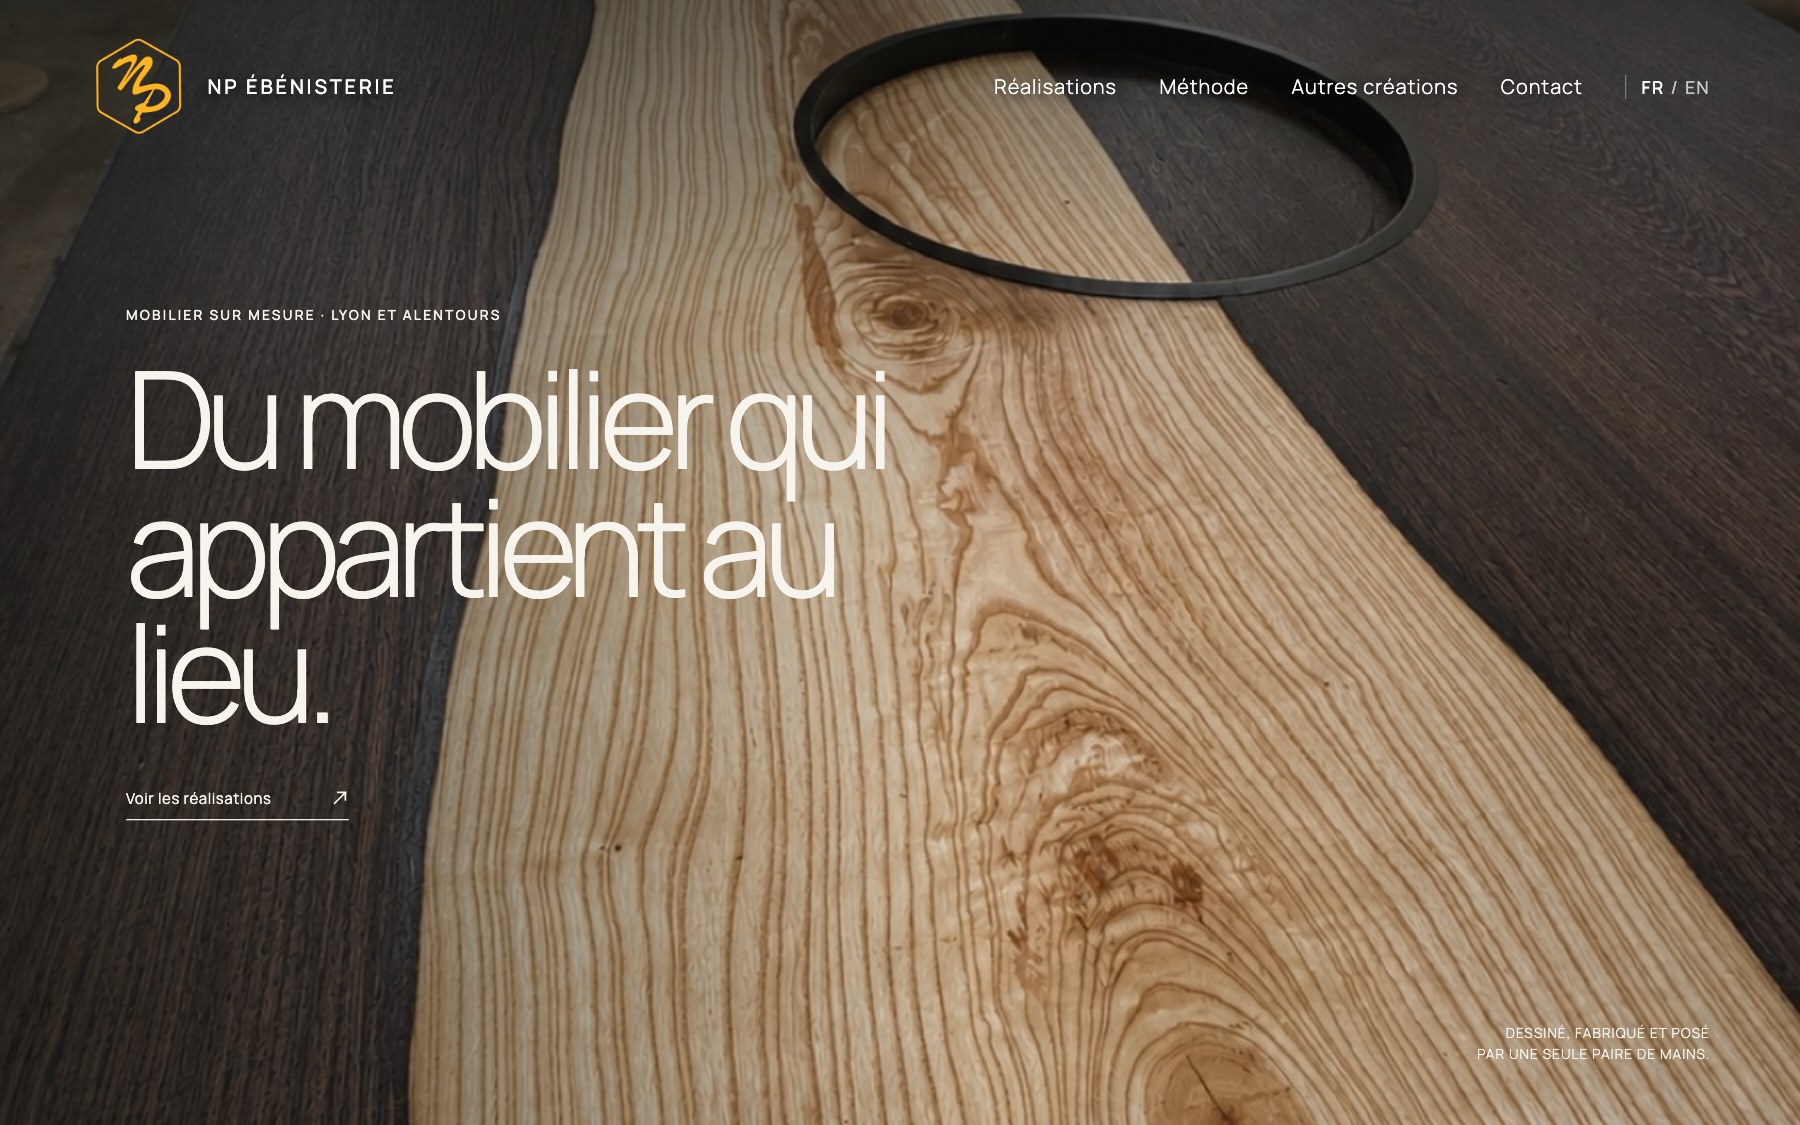 NP
NP ÉBÉNISTERIE
Réalisations
Méthode
Autres créations
Contact
FR / EN
MOBILIER SUR MESURE · LYON ET ALENTOURS
Du mobilier qui
appartient au
lieu.
Voir les réalisations
DESSINÉ, FABRIQUÉ ET POSÉ
PAR UNE SEULE PAIRE DE MAINS.